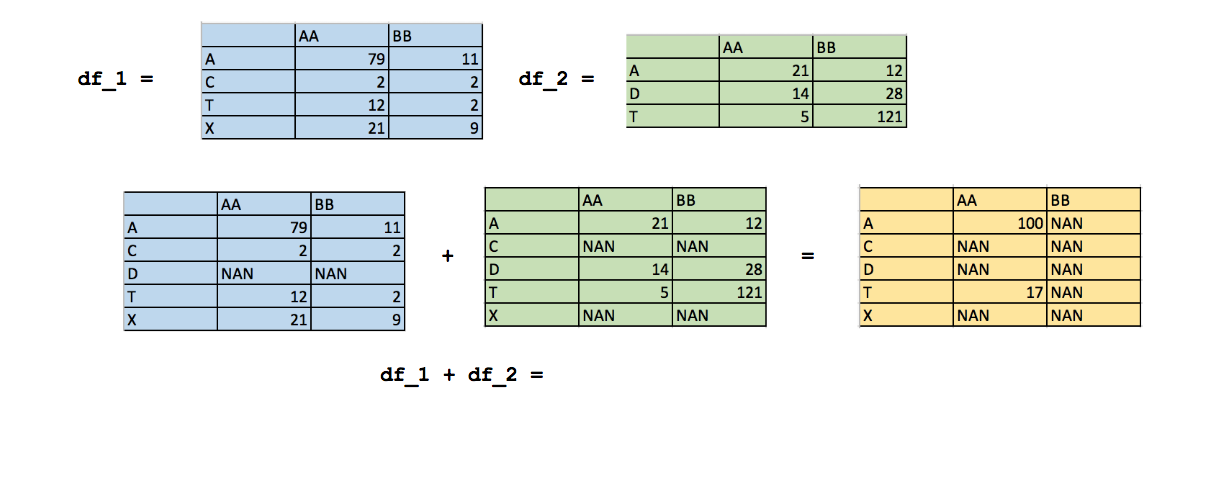 AA BB
AA BB
A 79 11
A 21 12
df_1 = C 2 2 df_2 =
D 14 28
T 12 2
T 5 121
X 21 9
AA BB
AA BB
AA BB
A 79 11
A 21 12
A 100 NAN
C 2 2
C NAN NAN
C NAN NAN
+ =
D NAN NAN
D 14 28
D NAN NAN
T 12 2
T 5 121
T 17 NAN
X 21 9
X NAN NAN
X NAN NAN
df_1 + df_2 =